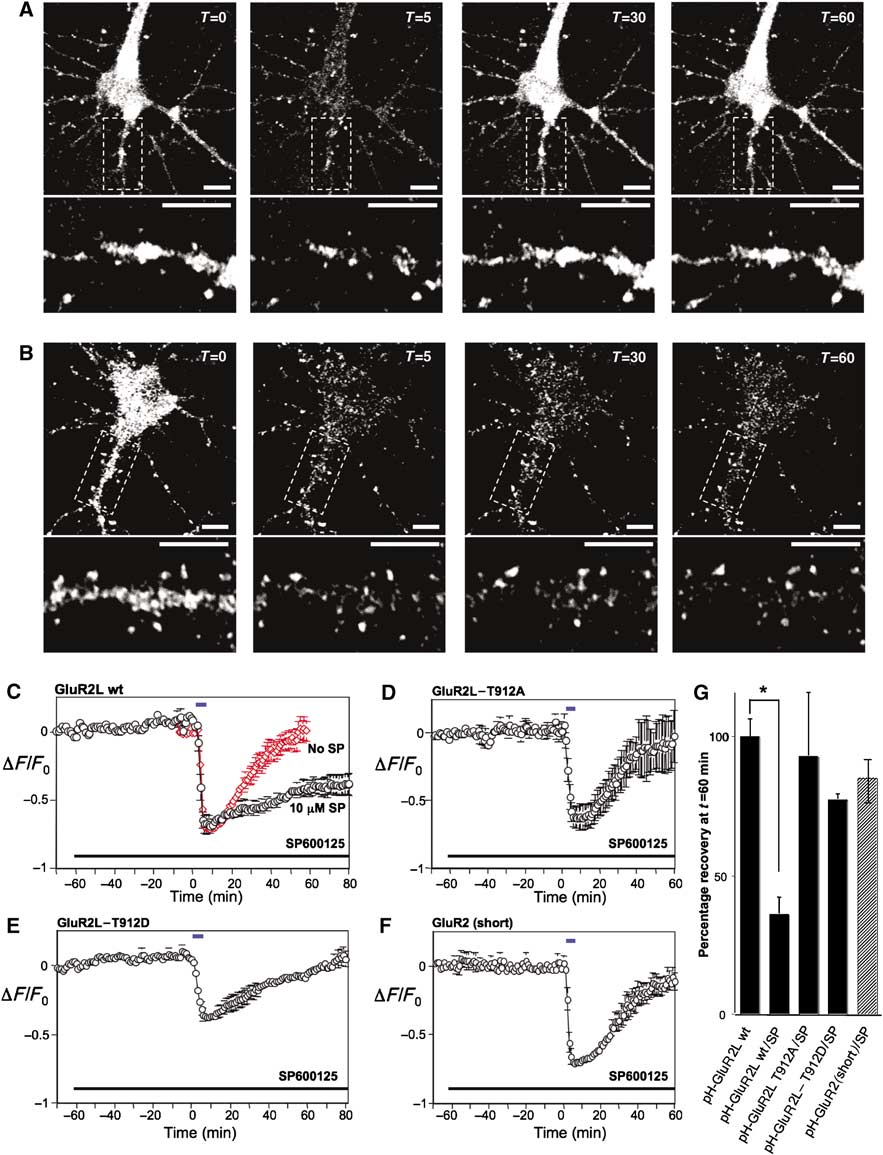 A
T=0
T=5
T=30
T=60
B
T=0
T=5
T=30
T=60
C
GluR2L wt
0
ΔF/F0
−0.5
−1
No SP
10 μM SP
SP600125
−60 −40 −20 0 20 40 60 80
Time (min)
D
GluR2L−T912A
0
ΔF/F0
−0.5
−1
SP600125
−60 −40 −20 0 20 40 60
Time (min)
E
GluR2L−T912D
0
ΔF/F0
−0.5
−1
SP600125
−60 −40 −20 0 20 40 60 80
Time (min)
F
GluR2 (short)
0
ΔF/F0
−0.5
−1
SP600125
−60 −40 −20 0 20 40 60
Time (min)
G
*
100
50
0
Percentage recovery at t=60 min
pH-GluR2L wt
pH-GluR2L wt/SP
pH-GluR2L T912A/SP
pH-GluR2L− T912D/SP
pH-GluR2 (short)/SP